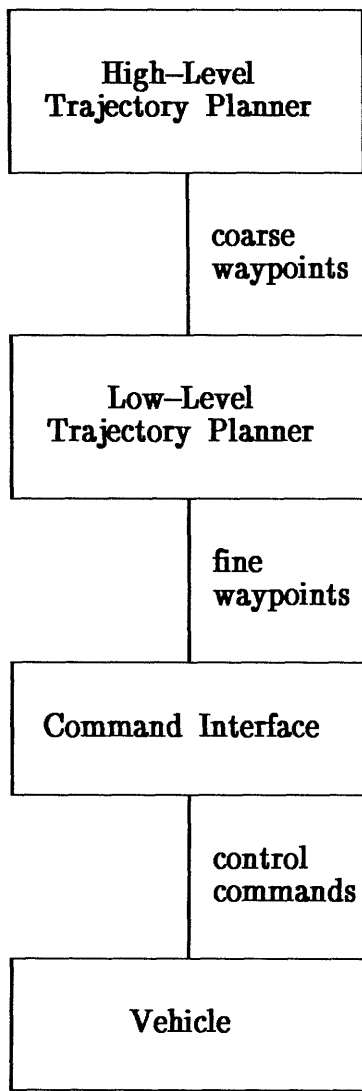 High–Level
Trajectory Planner
coarse
waypoints
Low–Level
Trajectory Planner
fine
waypoints
Command Interface
control
commands
Vehicle